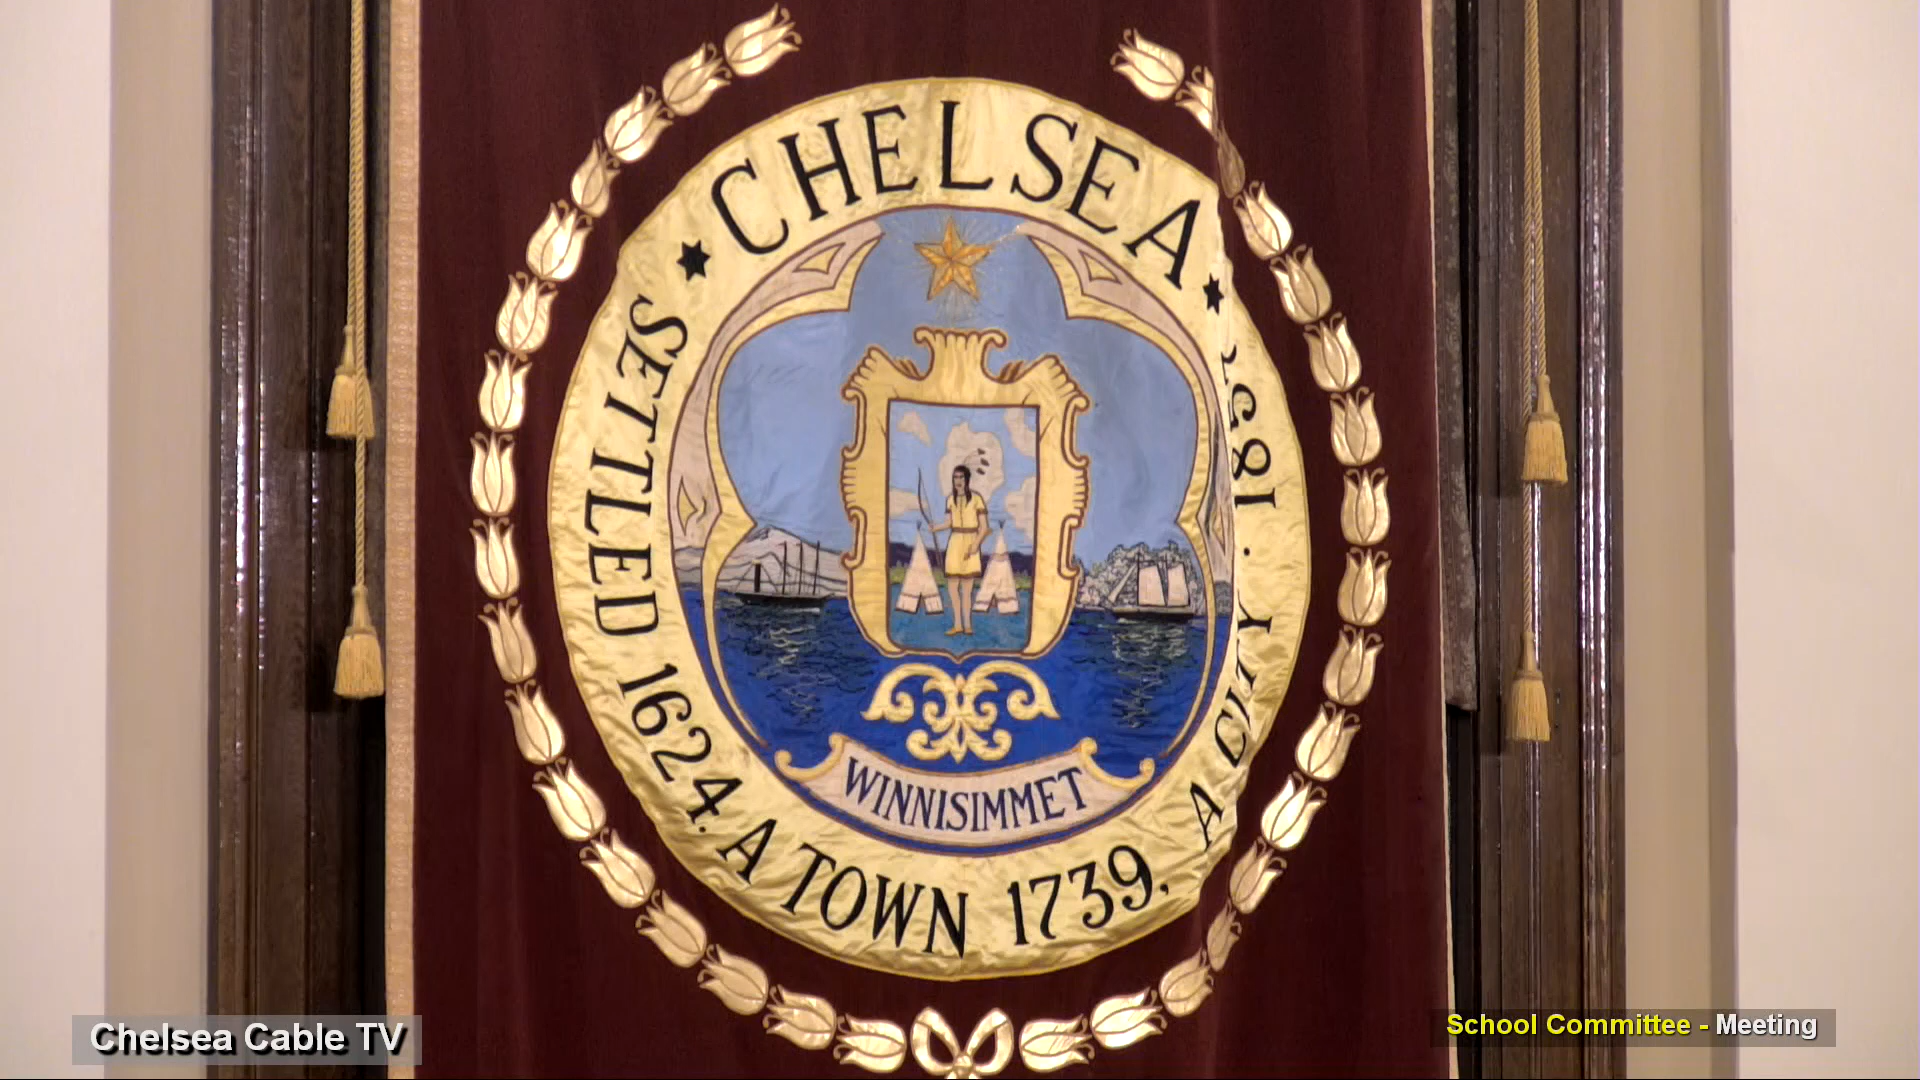 CHELSEA
SETTLED 1624. A TOWN 1739. A CITY. 1857
WINNISIMMET
Chelsea Cable TV
School Committee - Meeting